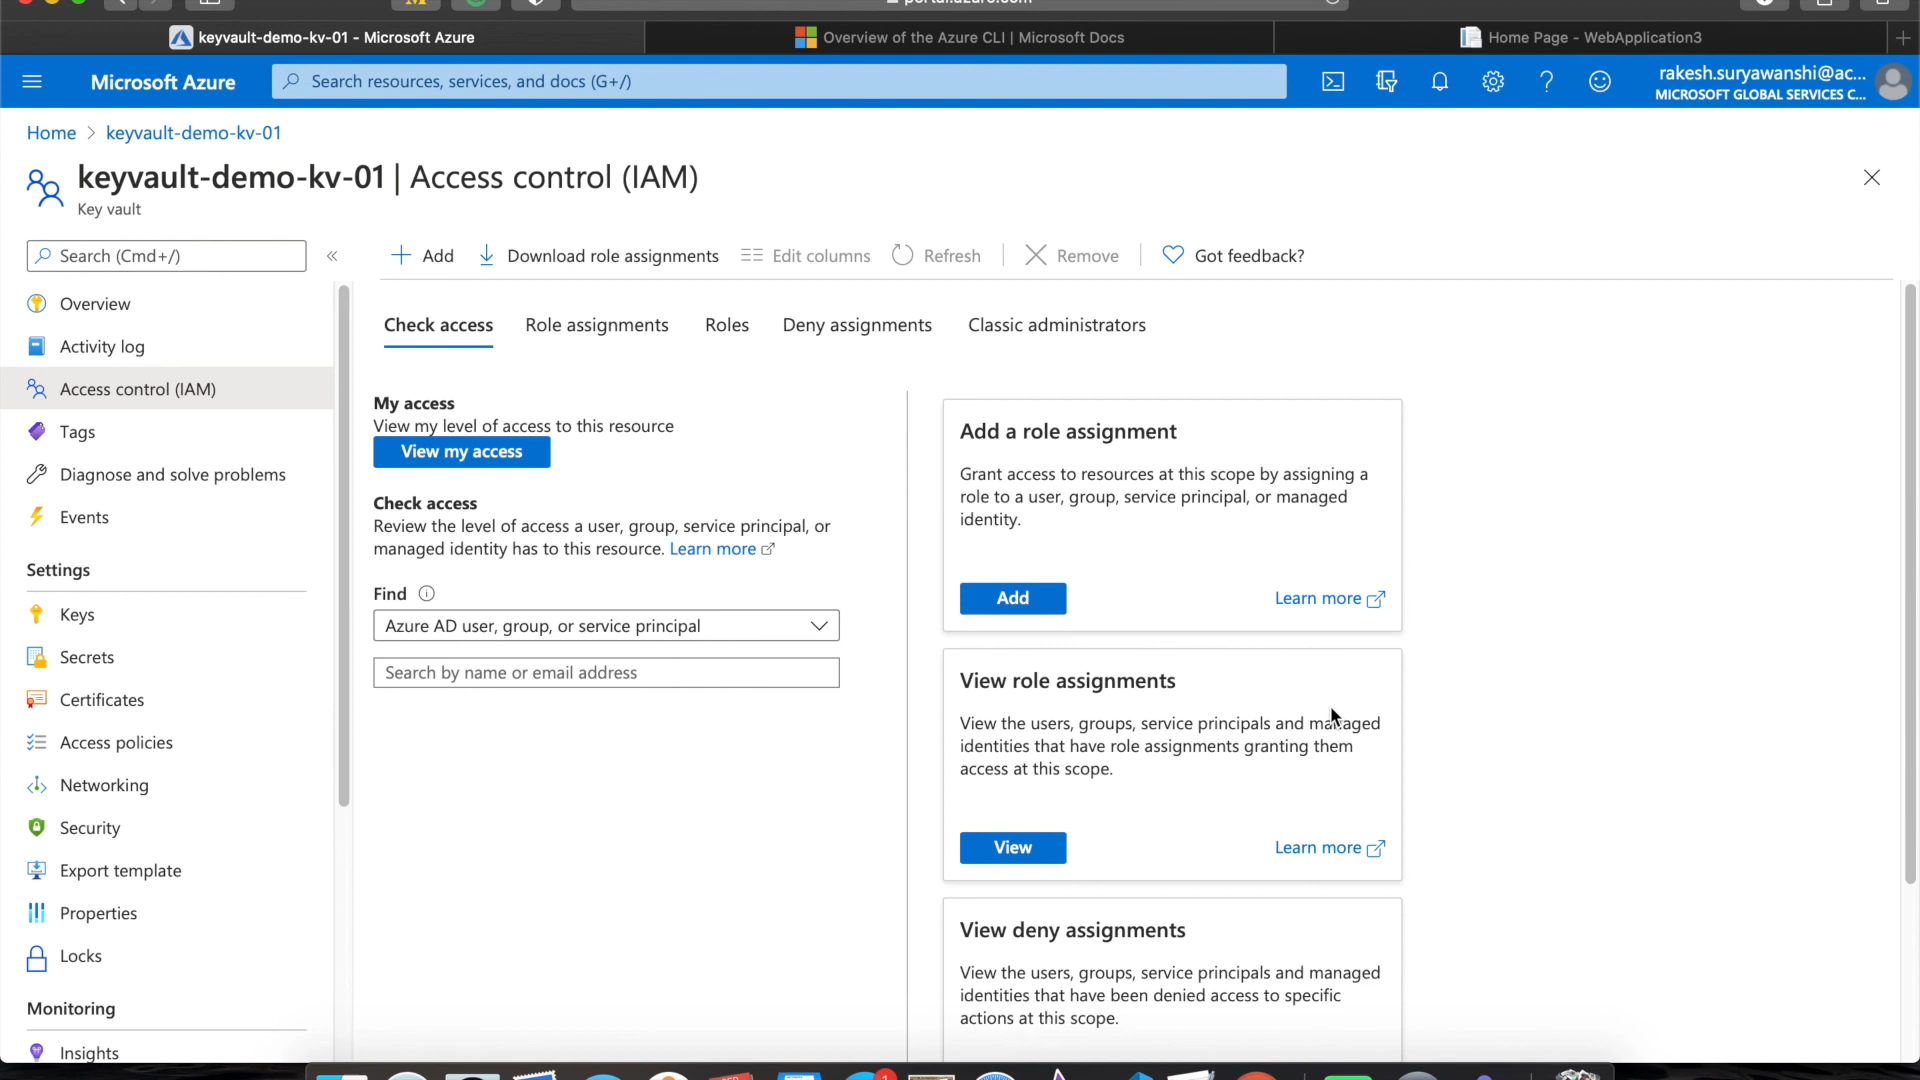 keyvault-demo-kv-01 - Microsoft Azure
Overview of the Azure CLI | Microsoft Docs
Home Page - WebApplication3
Microsoft Azure
Search resources, services, and docs (G+/)
rakesh.suryawanshi@ac...
MICROSOFT GLOBAL SERVICES C...
Home > keyvault-demo-kv-01
keyvault-demo-kv-01 | Access control (IAM)
Key vault
Search (Cmd+/)
Add
Download role assignments
Edit columns
Refresh
Remove
Got feedback?
Overview
Activity log
Access control (IAM)
Tags
Diagnose and solve problems
Events
Settings
Keys
Secrets
Certificates
Access policies
Networking
Security
Export template
Properties
Locks
Monitoring
Insights
Check access
Role assignments
Roles
Deny assignments
Classic administrators
My access
View my level of access to this resource
View my access
Check access
Review the level of access a user, group, service principal, or
managed identity has to this resource. Learn more
Find
Azure AD user, group, or service principal
Search by name or email address
Add a role assignment
Grant access to resources at this scope by assigning a
role to a user, group, service principal, or managed
identity.
Add
Learn more
View role assignments
View the users, groups, service principals and managed
identities that have role assignments granting them
access at this scope.
View
Learn more
View deny assignments
View the users, groups, service principals and managed
identities that have been denied access to specific
actions at this scope.